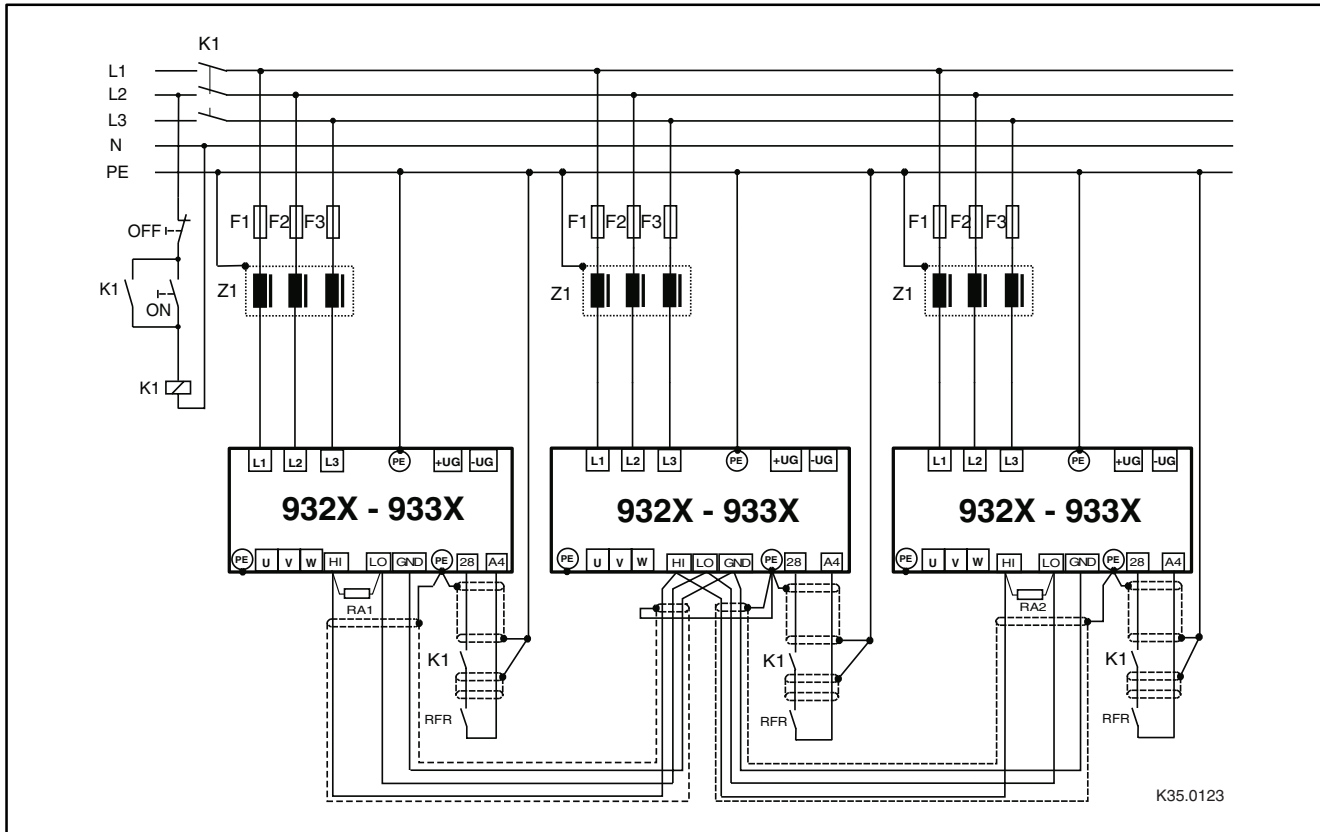 K1
L1
L2
L3
N
PE
OFF
K1
ON
K1
F1 F2 F3
Z1
F1 F2 F3
Z1
F1 F2 F3
Z1
L1 L2 L3 PE +UG -UG
932X - 933X
PE U V W HI LO GND PE 28 A4
RA1
K1
RFR
L1 L2 L3 PE +UG -UG
932X - 933X
PE U V W HI LO GND PE 28 A4
K1
RFR
L1 L2 L3 PE +UG -UG
932X - 933X
PE U V W HI LO GND PE 28 A4
RA2
K1
RFR
K35.0123